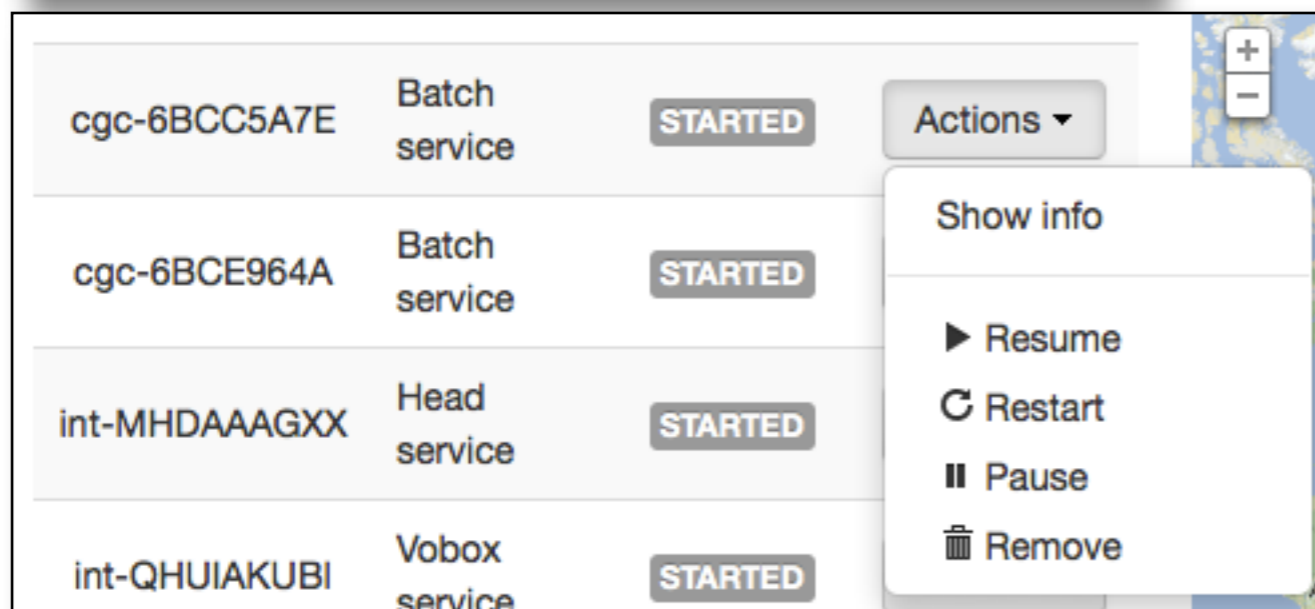 cgc-6BCC5A7E
Batch
service
STARTED
Actions
+
−
Show info
cgc-6BCE964A
Batch
service
STARTED
Resume
Restart
int-MHDAAAGXX
Head
service
STARTED
Pause
Remove
int-QHUIAKUBI
Vobox
service
STARTED